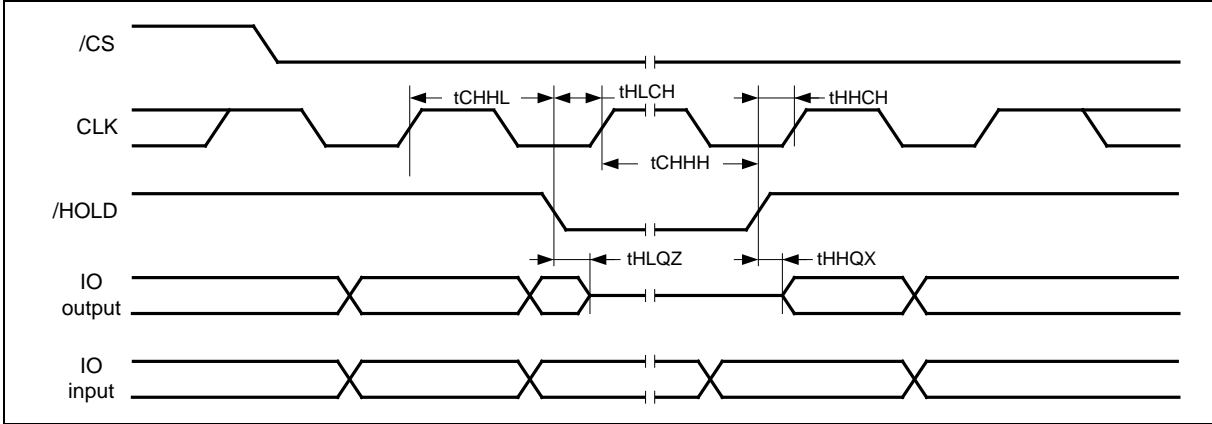 /CS
tCHHL
tHLCH
tHHCH
CLK
tCHHH
/HOLD
tHLQZ
tHHQX
IO
output
IO
input